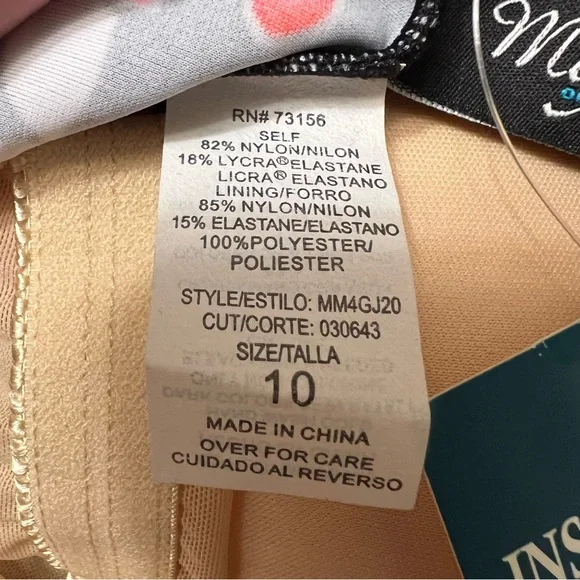 RN# 73156
SELF
82% NYLON/NILON
18% LYCRA®ELASTANE
LICRA®ELASTANO
LINING/FORRO
85% NYLON/NILON
15% ELASTANE/ELASTANO
100%POLYESTER/
POLIESTER
STYLE/ESTILO: MM4GJ20
CUT/CORTE: 030643
SIZE/TALLA
10
MADE IN CHINA
OVER FOR CARE
CUIDADO AL REVERSO